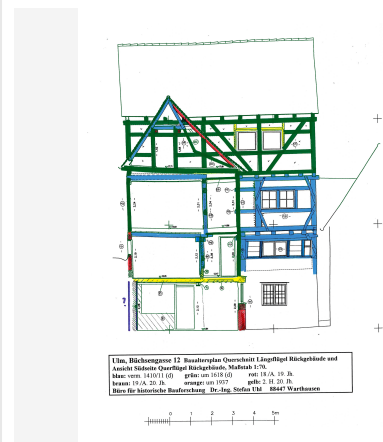 Ulm, Büchsengasse 12 Baualtersplan Querschnitt Längsflügel Rückgebäude und
Ansicht Südseite Querflügel Rückgebäude, Maßstab 1:70.
blau: verm. 1410/11 (d) grün: um 1618 (d) rot: 18./A. 19. Jh.
braun: 19./A. 20. Jh. orange: um 1937 gelb: 2. H. 20. Jh.
Büro für historische Bauforschung Dr.-Ing. Stefan Uhl 88447 Warthausen
0 1 2 3 4 5m